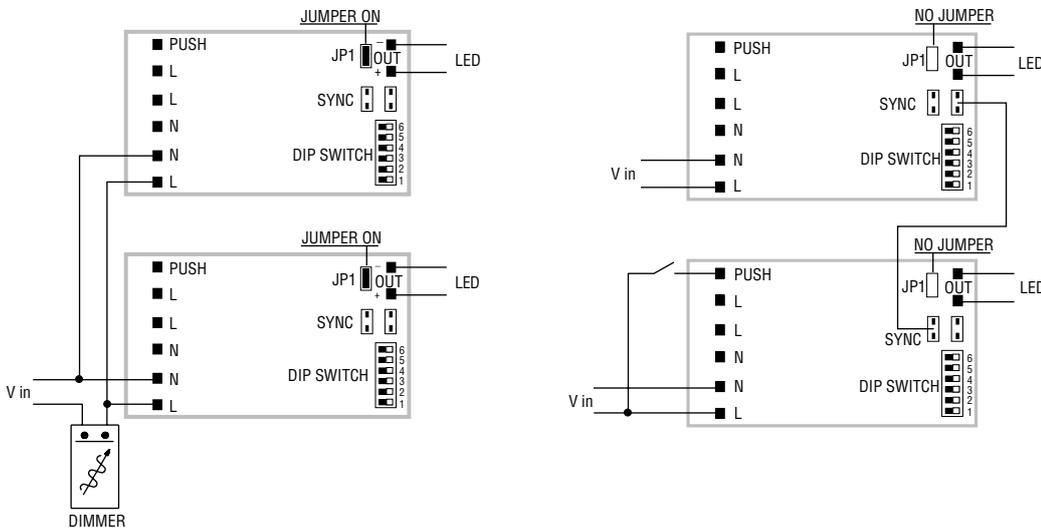 JUMPER ON
PUSH
JP1
–
OUT
+
LED
L
L
SYNC
N
6
5
4
3
2
1
DIP SWITCH
N
L
JUMPER ON
PUSH
JP1
–
OUT
+
LED
L
L
SYNC
N
6
5
4
3
2
1
DIP SWITCH
N
L
V in
DIMMER
NO JUMPER
PUSH
JP1
OUT
LED
L
L
SYNC
N
6
5
4
3
2
1
DIP SWITCH
N
L
V in
NO JUMPER
PUSH
JP1
OUT
LED
L
L
SYNC
N
6
5
4
3
2
1
DIP SWITCH
N
L
V in